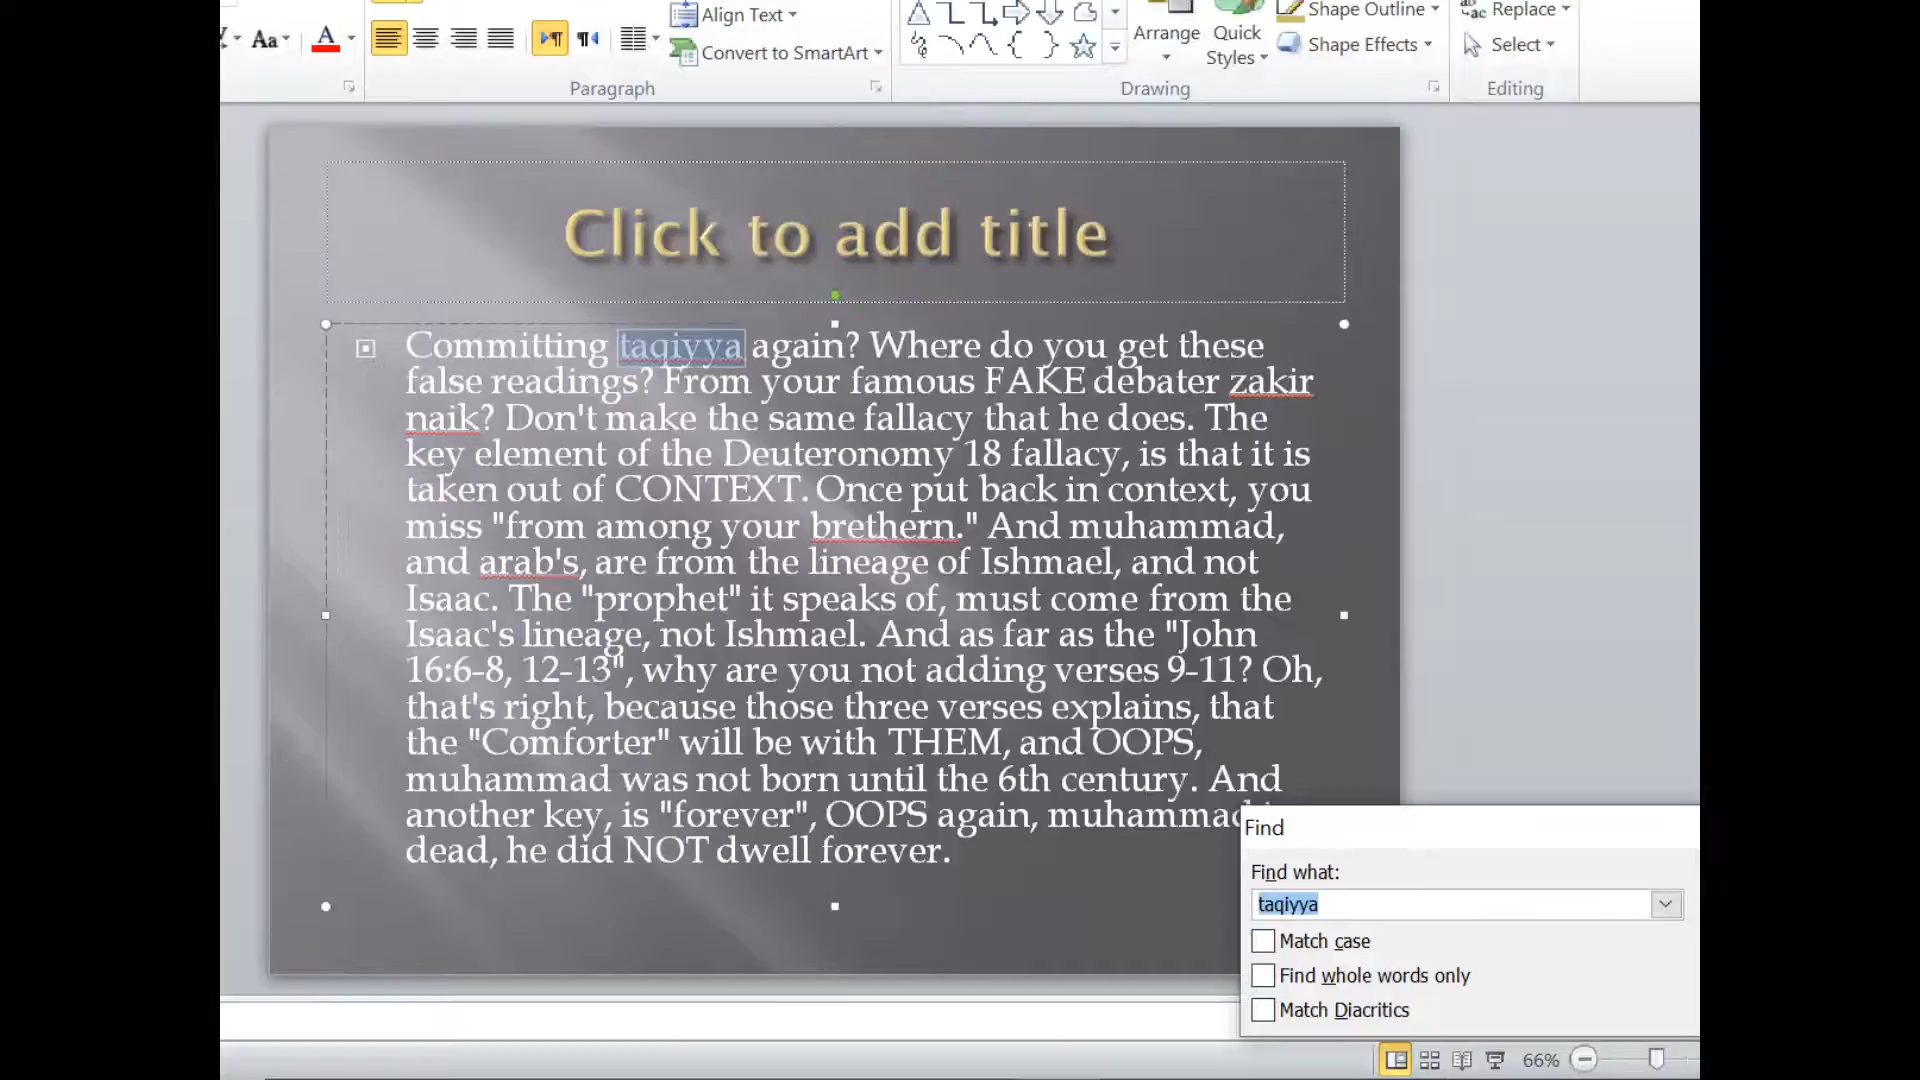 Align Text
Replace
Shape Outline
Aa
A
Convert to SmartArt
Arrange
Quick
Styles
Shape Effects
Select
Paragraph
Drawing
Editing
Click to add title
Committing taqiyya again? Where do you get these
false readings? From your famous FAKE debater zakir
naik? Don't make the same fallacy that he does. The
key element of the Deuteronomy 18 fallacy, is that it is
taken out of CONTEXT. Once put back in context, you
miss "from among your brethern." And muhammad,
and arab's, are from the lineage of Ishmael, and not
Isaac. The "prophet" it speaks of, must come from the
Isaac's lineage, not Ishmael. And as far as the "John
16:6-8, 12-13", why are you not adding verses 9-11? Oh,
that's right, because those three verses explains, that
the "Comforter" will be with THEM, and OOPS,
muhammad was not born until the 6th century. And
another key, is "forever", OOPS again, muhammad
dead, he did NOT dwell forever.
Find
Find what:
taqiyya
Match case
Find whole words only
Match Diacritics
66%